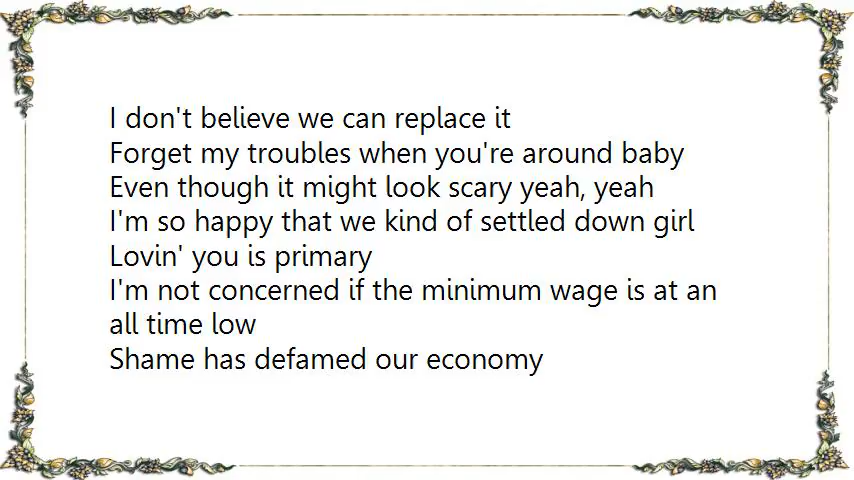 I don't believe we can replace it
Forget my troubles when you're around baby
Even though it might look scary yeah, yeah
I'm so happy that we kind of settled down girl
Lovin' you is primary
I'm not concerned if the minimum wage is at an
all time low
Shame has defamed our economy